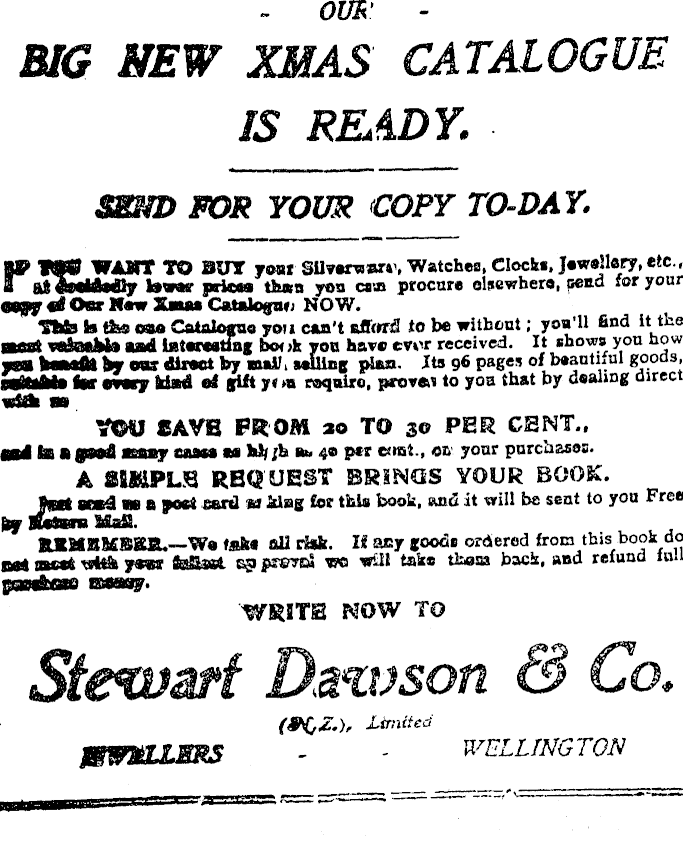 - OUR -
BIG NEW XMAS CATALOGUE
IS READY.
SEND FOR YOUR COPY TO-DAY.
IF YOU WANT TO BUY your Silverware, Watches, Clocks, Jewellery, etc.,
at decidedly lower prices than you can procure elsewhere, send for your
copy of Our New Xmas Catalogue NOW.
This is the one Catalogue you can't afford to be without; you'll find it the
most valuable and interesting book you have ever received. It shows you how
you benefit by our direct by mail selling plan. Its 96 pages of beautiful goods,
suitable for every kind of gift you require, proves to you that by dealing direct
with us
YOU SAVE FROM 20 TO 30 PER CENT.,
and in a good many cases as high as 40 per cent., on your purchases.
A SIMPLE REQUEST BRINGS YOUR BOOK.
Just send us a post card asking for this book, and it will be sent to you Free
by Return Mail.
REMEMBER.—We take all risk. If any goods ordered from this book do
not meet with your fullest approval we will take them back, and refund full
purchase money.
WRITE NOW TO
Stewart Dawson & Co.
(N.Z.), Limited
JEWELLERS - - WELLINGTON